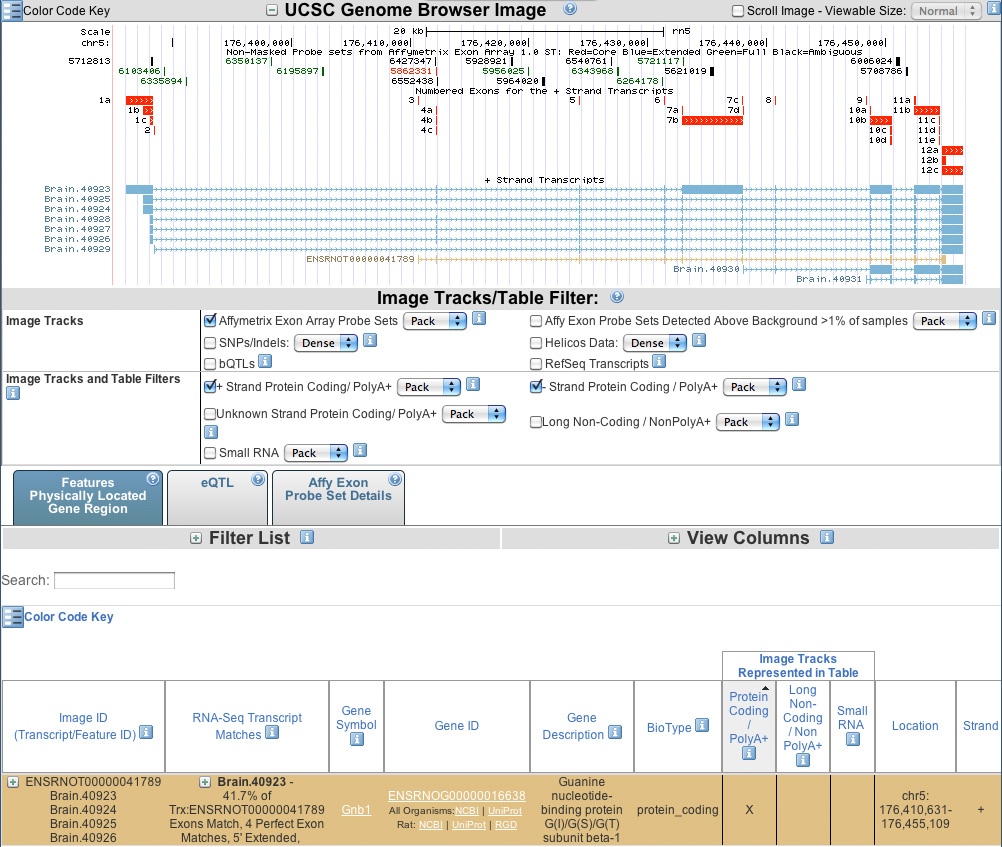 Color Code Key
UCSC Genome Browser Image
Scroll Image - Viewable Size: Normal
Scale 20 kb rn5
chr5: 176,400,000 176,410,000 176,420,000 176,430,000 176,440,000 176,450,000
Non-Masked Probe sets from Affymetrix Exon Array 1.0 ST: Red=Core Blue=Extended Green=Full Black=Ambiguous
5712813 6350137 6427347 5928921 6540761 5721117 6006024
6103406 6195897 5862331 5956025 6343968 5621019 5708786
6335894 6552438 5964020 6264178
Numbered Exons for the + Strand Transcripts
1a 3 5 6 7c 8 9 11a
1b 4a 7a 7d 10a 11b
1c 4b 7b 10b 11c
2 4c 10c 11d
10d 11e
12a
12b
12c
+ Strand Transcripts
Brain.40923
Brain.40925
Brain.40924
Brain.40928
Brain.40927
Brain.40926
Brain.40929
ENSRNOT00000041789
Brain.40930
Brain.40931
Image Tracks/Table Filter:
Image Tracks
Affymetrix Exon Array Probe Sets Pack
Affy Exon Probe Sets Detected Above Background >1% of samples Pack
SNPs/Indels: Dense
Helicos Data: Dense
bQTLs
RefSeq Transcripts
Image Tracks and Table Filters
+ Strand Protein Coding/ PolyA+ Pack
- Strand Protein Coding / PolyA+ Pack
Unknown Strand Protein Coding/ PolyA+ Pack
Long Non-Coding / NonPolyA+ Pack
Small RNA Pack
Features
Physically Located
Gene Region
eQTL
Affy Exon
Probe Set Details
Filter List
View Columns
Search:
Color Code Key
Image Tracks
Represented in Table
Image ID
(Transcript/Feature ID)
RNA-Seq Transcript
Matches
Gene
Symbol
Gene ID
Gene
Description
BioType
Protein
Coding
/
PolyA+
Long
Non-
Coding
/ Non
PolyA+
Small
RNA
Location
Strand
ENSRNOT00000041789
Brain.40923
Brain.40924
Brain.40925
Brain.40926
Brain.40923 -
41.7% of
Trx:ENSRNOT00000041789
Exons Match, 4 Perfect Exon
Matches, 5' Extended,
Gnb1
ENSRNOG00000016638
All Organisms:NCBI | UniProt
Rat: NCBI | UniProt | RGD
Guanine
nucleotide-
binding protein
G(I)/G(S)/G(T)
subunit beta-1
protein_coding
X
chr5:
176,410,631-
176,455,109
+